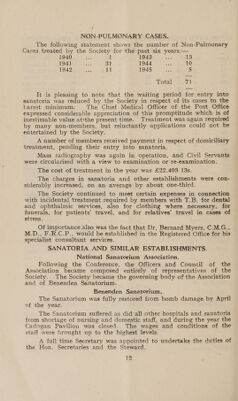 NON-PULMONARY CASES.
The following statement shows the number of Non-Pulmonary
Cases treated by the Society for the past six years:—
1940 ... 1 1943 ... 13
1941 ... 31 1944 ... 10
1942 ... 11 1945 ... 5
Total 71
It is pleasing to note that the waiting period for entry into
sanatoria was reduced by the Society in respect of its cases to the
barest minimum. The Chief Medical Officer of the Post Office
expressed considerable appreciation of this promptitude which is of
inestimable value at the present time. Treatment was again required
by many non-members, but reluctantly applications could not be
entertained by the Society.
A number of members received payment in respect of domiciliary
treatment, pending their entry into sanatoria.
Mass radiography was again in operation, and Civil Servants
were circularised with a view to examination or re-examination.
The cost of treatment in the year was £22,403 13s.
The charges in sanatoria and other establishments were con-
siderably increased, on an average by about one-third.
The Society continued to meet certain expenses in connection
with incidental treatment required by members with T.B. for dental
and ophthalmic services, also for clothing where necessary, for
funerals, for patients' travel, and for relatives' travel in cases of
stress.
Of importance also was the fact that Dr. Bernard Myers, C.M.G.,
M.D., F.R.C.P., would be established in the Registered Office for his
specialist consultant services.
SANATORIA AND SIMILAR ESTABLISHMENTS.
National Sanatorium Association.
Following the Conference, the Officers and Council of the
Association became composed entirely of representatives of the
Society. The Society became the governing body of the Association
and of Benenden Sanatorium.
Benenden Sanatorium.
The Sanatorium was fully restored from bomb damage by April
of the year.
The Sanatorium suffered as did all other hospitals and sanatoria
from shortage of nursing and domestic staff, and during the year the
Cadogan Pavilion was closed. The wages and conditions of the
staff were brought up to the highest levels.
A full time Secretary was appointed to undertake the duties of
the Hon. Secretaries and the Steward.
12